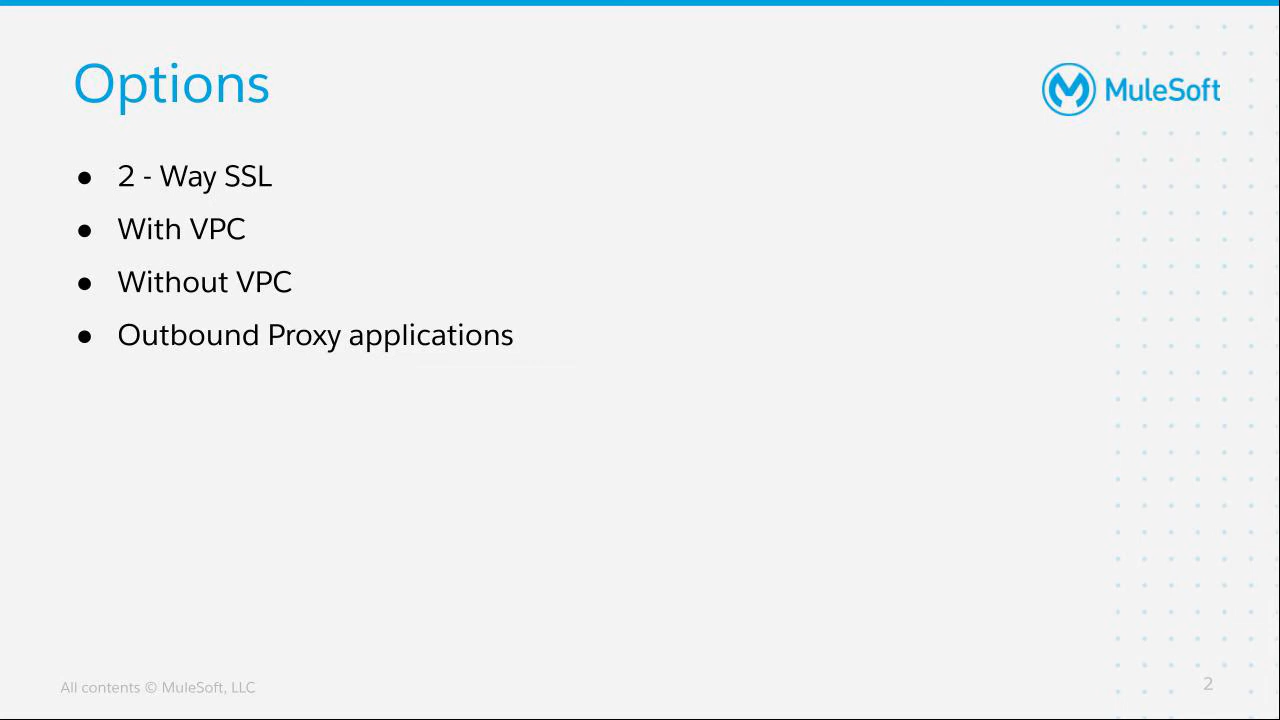 Options
MuleSoft
● 2 - Way SSL
● With VPC
● Without VPC
● Outbound Proxy applications
All contents © MuleSoft, LLC
2